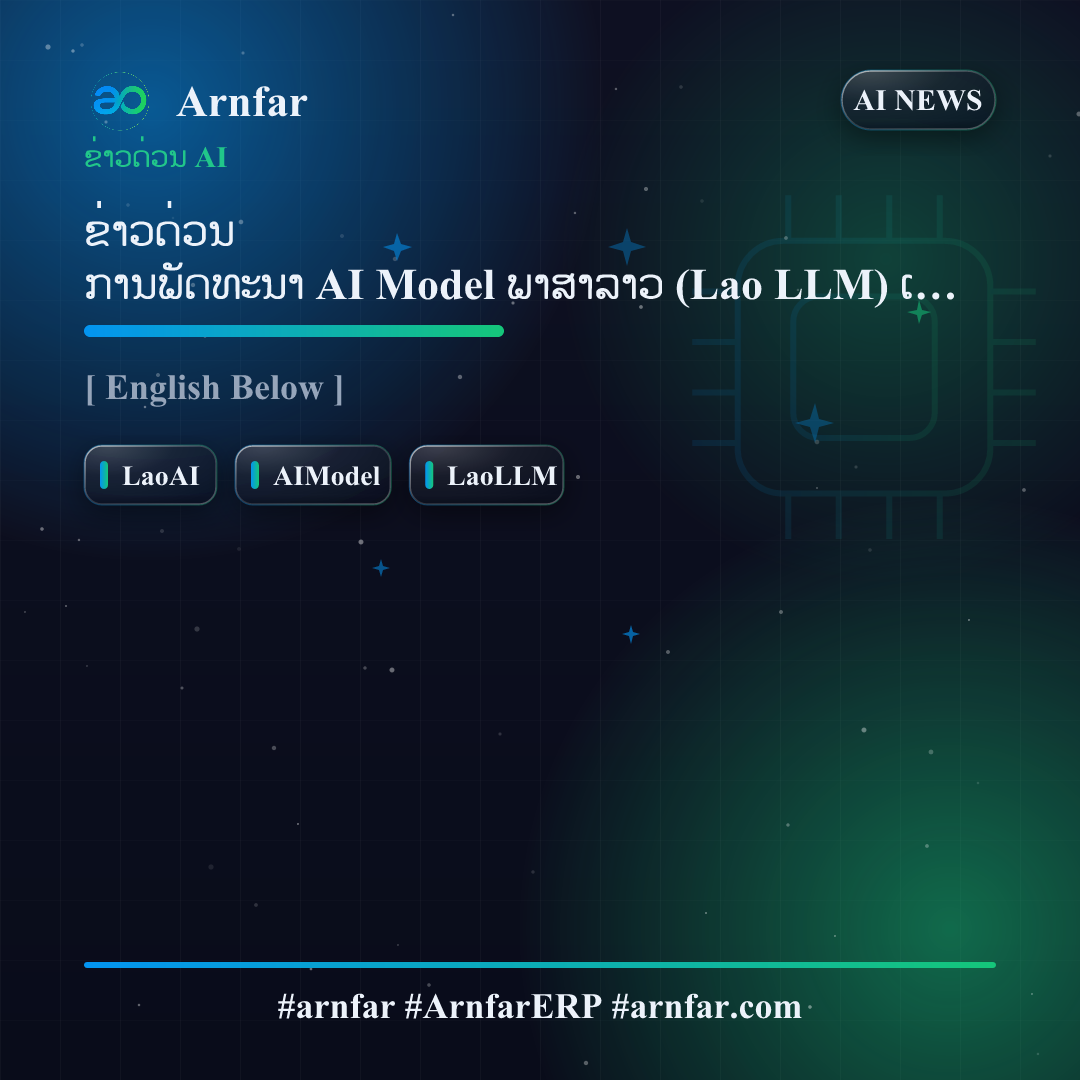 Arnfar
AI NEWS
ຂ່າວດ່ວນ AI
ຂ່າວດ່ວນ
ການພັດທະນາ AI Model ພາສາລາວ (Lao LLM) ເ...
[ English Below ]
LaoAI
AIModel
LaoLLM
#arnfar #ArnfarERP #arnfar.com